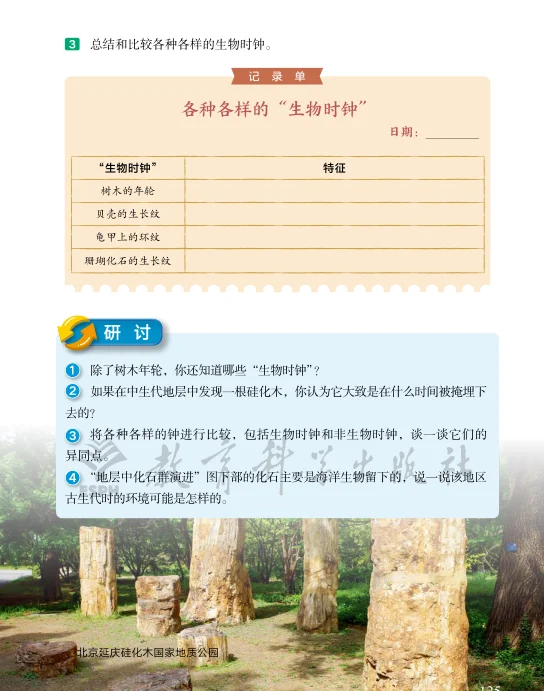 3 总结和比较各种各样的生物时钟。
记录单
各种各样的“生物时钟”
日期：
“生物时钟” 特征
树木的年轮
贝壳的生长纹
龟甲上的环纹
珊瑚化石的生长纹
研讨
1 除了树木年轮，你还知道哪些“生物时钟”？
2 如果在中生代地层中发现一根硅化木，你认为它大致是在什么时间被掩埋下
去的？
3 将各种各样的钟进行比较，包括生物时钟和非生物时钟，谈一谈它们的
异同点。
教育科学出版社
ESPH
4 “地层中化石群演进”图下部的化石主要是海洋生物留下的，说一说该地区
古生代时的环境可能是怎样的。
北京延庆硅化木国家地质公园